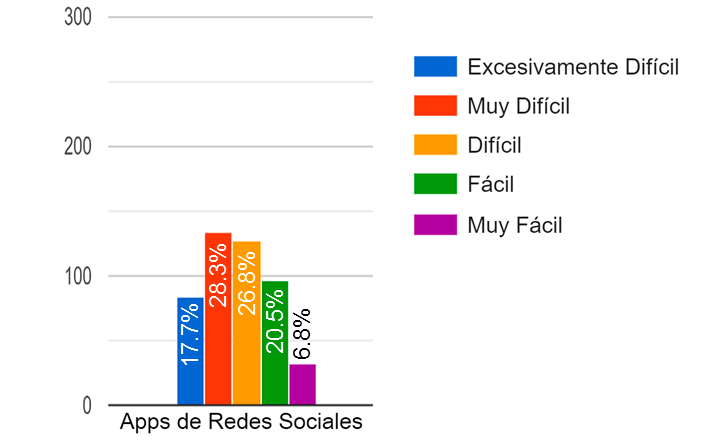 300
200
100
0
17.7%
28.3%
26.8%
20.5%
6.8%
Apps de Redes Sociales
Excesivamente Difícil
Muy Difícil
Difícil
Fácil
Muy Fácil